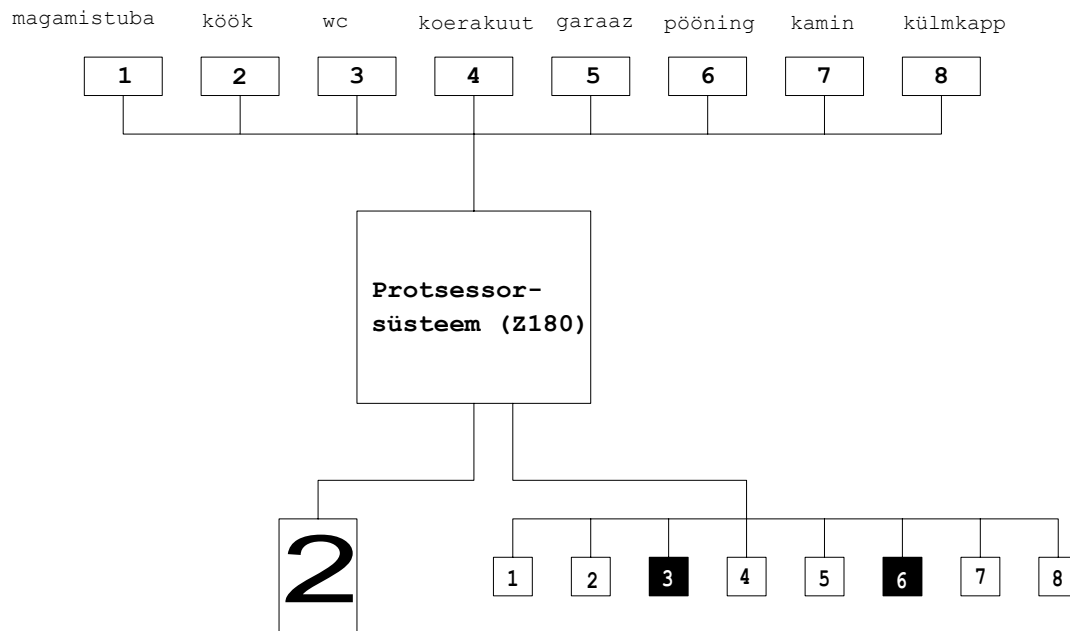 magamistuba köök wc koerakuut garaaz pööning kamin külmkapp
1 2 3 4 5 6 7 8
Protsessor-
süsteem (Z180)
2
1 2 3 4 5 6 7 8